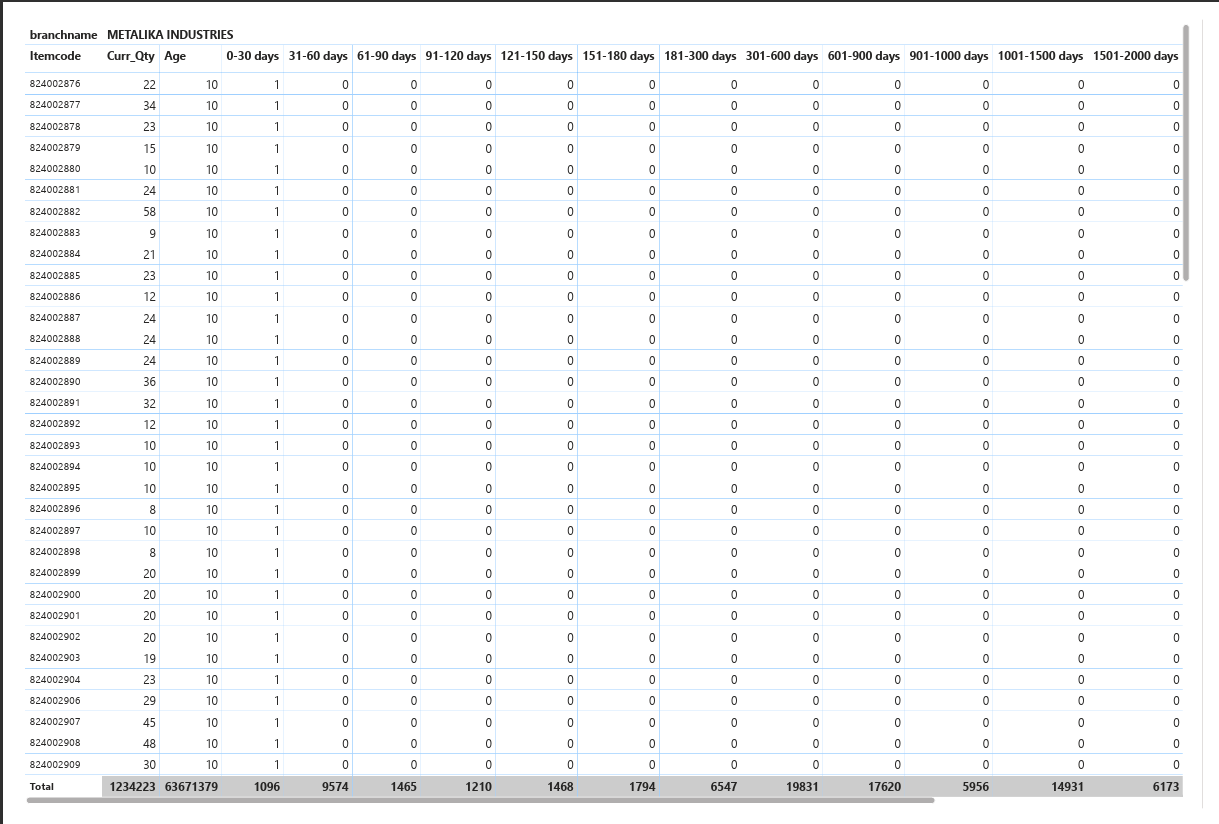 branchname METALIKA INDUSTRIES
Itemcode Curr_Qty Age 0-30 days 31-60 days 61-90 days 91-120 days 121-150 days 151-180 days 181-300 days 301-600 days 601-900 days 901-1000 days 1001-1500 days 1501-2000 days
824002876 22 10 1 0 0 0 0 0 0 0 0 0 0 0
824002877 34 10 1 0 0 0 0 0 0 0 0 0 0 0
824002878 23 10 1 0 0 0 0 0 0 0 0 0 0 0
824002879 15 10 1 0 0 0 0 0 0 0 0 0 0 0
824002880 10 10 1 0 0 0 0 0 0 0 0 0 0 0
824002881 24 10 1 0 0 0 0 0 0 0 0 0 0 0
824002882 58 10 1 0 0 0 0 0 0 0 0 0 0 0
824002883 9 10 1 0 0 0 0 0 0 0 0 0 0 0
824002884 21 10 1 0 0 0 0 0 0 0 0 0 0 0
824002885 23 10 1 0 0 0 0 0 0 0 0 0 0 0
824002886 12 10 1 0 0 0 0 0 0 0 0 0 0 0
824002887 24 10 1 0 0 0 0 0 0 0 0 0 0 0
824002888 24 10 1 0 0 0 0 0 0 0 0 0 0 0
824002889 24 10 1 0 0 0 0 0 0 0 0 0 0 0
824002890 36 10 1 0 0 0 0 0 0 0 0 0 0 0
824002891 32 10 1 0 0 0 0 0 0 0 0 0 0 0
824002892 12 10 1 0 0 0 0 0 0 0 0 0 0 0
824002893 10 10 1 0 0 0 0 0 0 0 0 0 0 0
824002894 10 10 1 0 0 0 0 0 0 0 0 0 0 0
824002895 10 10 1 0 0 0 0 0 0 0 0 0 0 0
824002896 8 10 1 0 0 0 0 0 0 0 0 0 0 0
824002897 10 10 1 0 0 0 0 0 0 0 0 0 0 0
824002898 8 10 1 0 0 0 0 0 0 0 0 0 0 0
824002899 20 10 1 0 0 0 0 0 0 0 0 0 0 0
824002900 20 10 1 0 0 0 0 0 0 0 0 0 0 0
824002901 20 10 1 0 0 0 0 0 0 0 0 0 0 0
824002902 20 10 1 0 0 0 0 0 0 0 0 0 0 0
824002903 19 10 1 0 0 0 0 0 0 0 0 0 0 0
824002904 23 10 1 0 0 0 0 0 0 0 0 0 0 0
824002906 29 10 1 0 0 0 0 0 0 0 0 0 0 0
824002907 45 10 1 0 0 0 0 0 0 0 0 0 0 0
824002908 48 10 1 0 0 0 0 0 0 0 0 0 0 0
824002909 30 10 1 0 0 0 0 0 0 0 0 0 0 0
Total 1234223 63671379 1096 9574 1465 1210 1468 1794 6547 19831 17620 5956 14931 6173